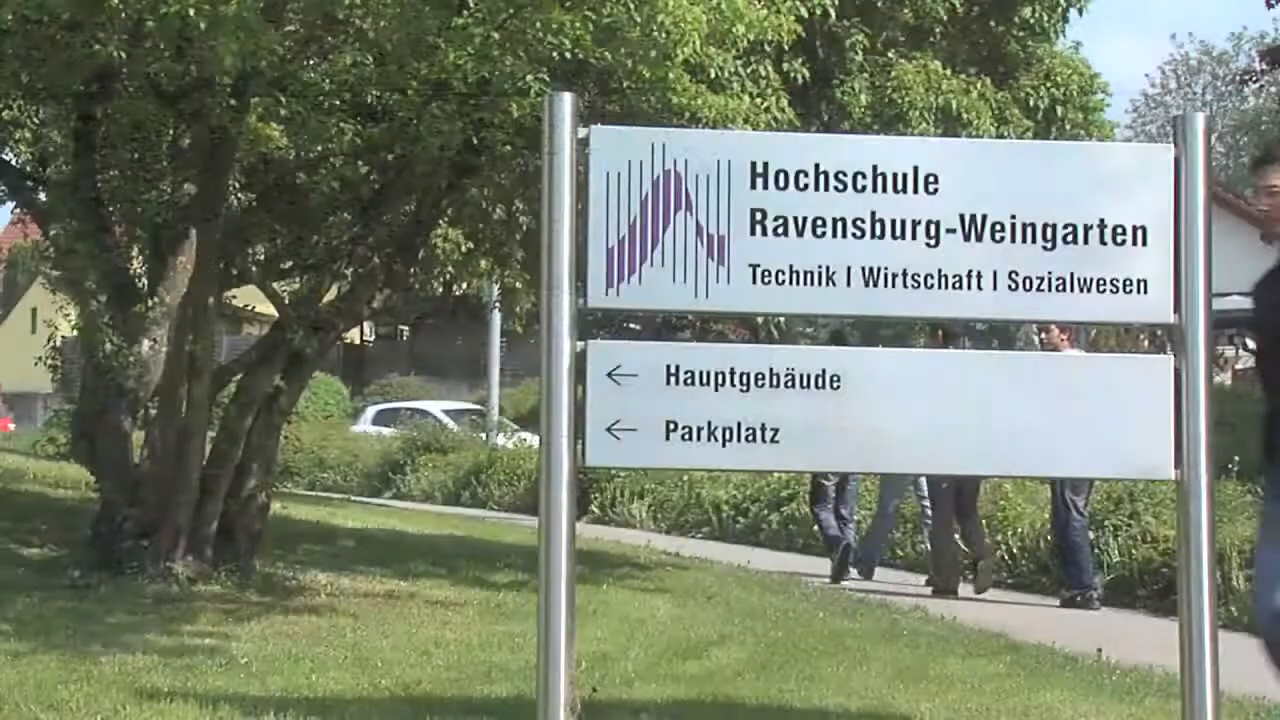 Hochschule
Ravensburg-Weingarten
Technik | Wirtschaft | Sozialwesen
← Hauptgebäude
← Parkplatz